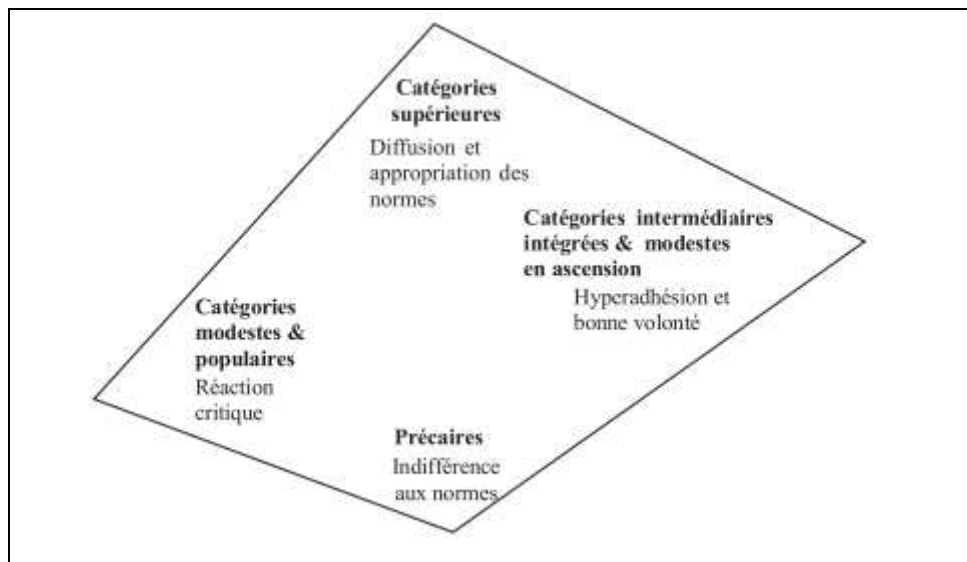 Catégories
supérieures
Diffusion et
appropriation des
normes
Catégories intermédiaires
intégrées & modestes
en ascension
Hyperadhésion et
bonne volonté
Catégories
modestes &
populaires
Réaction
critique
Précaires
Indifférence
aux normes